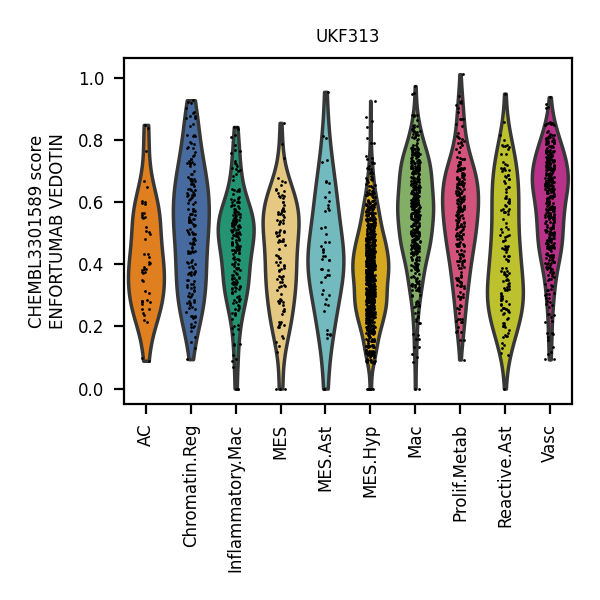 UKF313
CHEMBL3301589 score
ENFORTUMAB VEDOTIN
1.0
0.8
0.6
0.4
0.2
0.0
AC
Chromatin.Reg
Inflammatory.Mac
MES
MES.Ast
MES.Hyp
Mac
Prolif.Metab
Reactive.Ast
Vasc